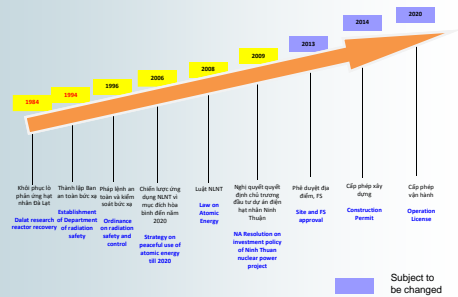 2020
2014
2013
2009
2008
2006
1996
1994
1984
Khôi phục lò
phản ứng hạt
nhân Đà Lạt
Dalat research
reactor recovery
Thành lập Ban
an toàn bức xạ
Establishment
of Department
of radiation
safety
Pháp lệnh an
toàn và kiểm
soát bức xạ
Ordinance
on radiation
safety and
control
Chiến lược ứng
dụng NLNT vì
mục đích hòa
bình đến năm
2020
Strategy on
peaceful use of
atomic energy
till 2020
Luật NLNT
Law on
Atomic
Energy
Nghị quyết quyết
định chủ trương
đầu tư dự án điện
hạt nhân Ninh
Thuận
NA Resolution on
investment policy
of Ninh Thuan
nuclear power
project
Phê duyệt địa
điểm, FS
Site and FS
approval
Cấp phép xây
dựng
Construction
Permit
Cấp phép
vận hành
Operation
License
Subject to
be changed